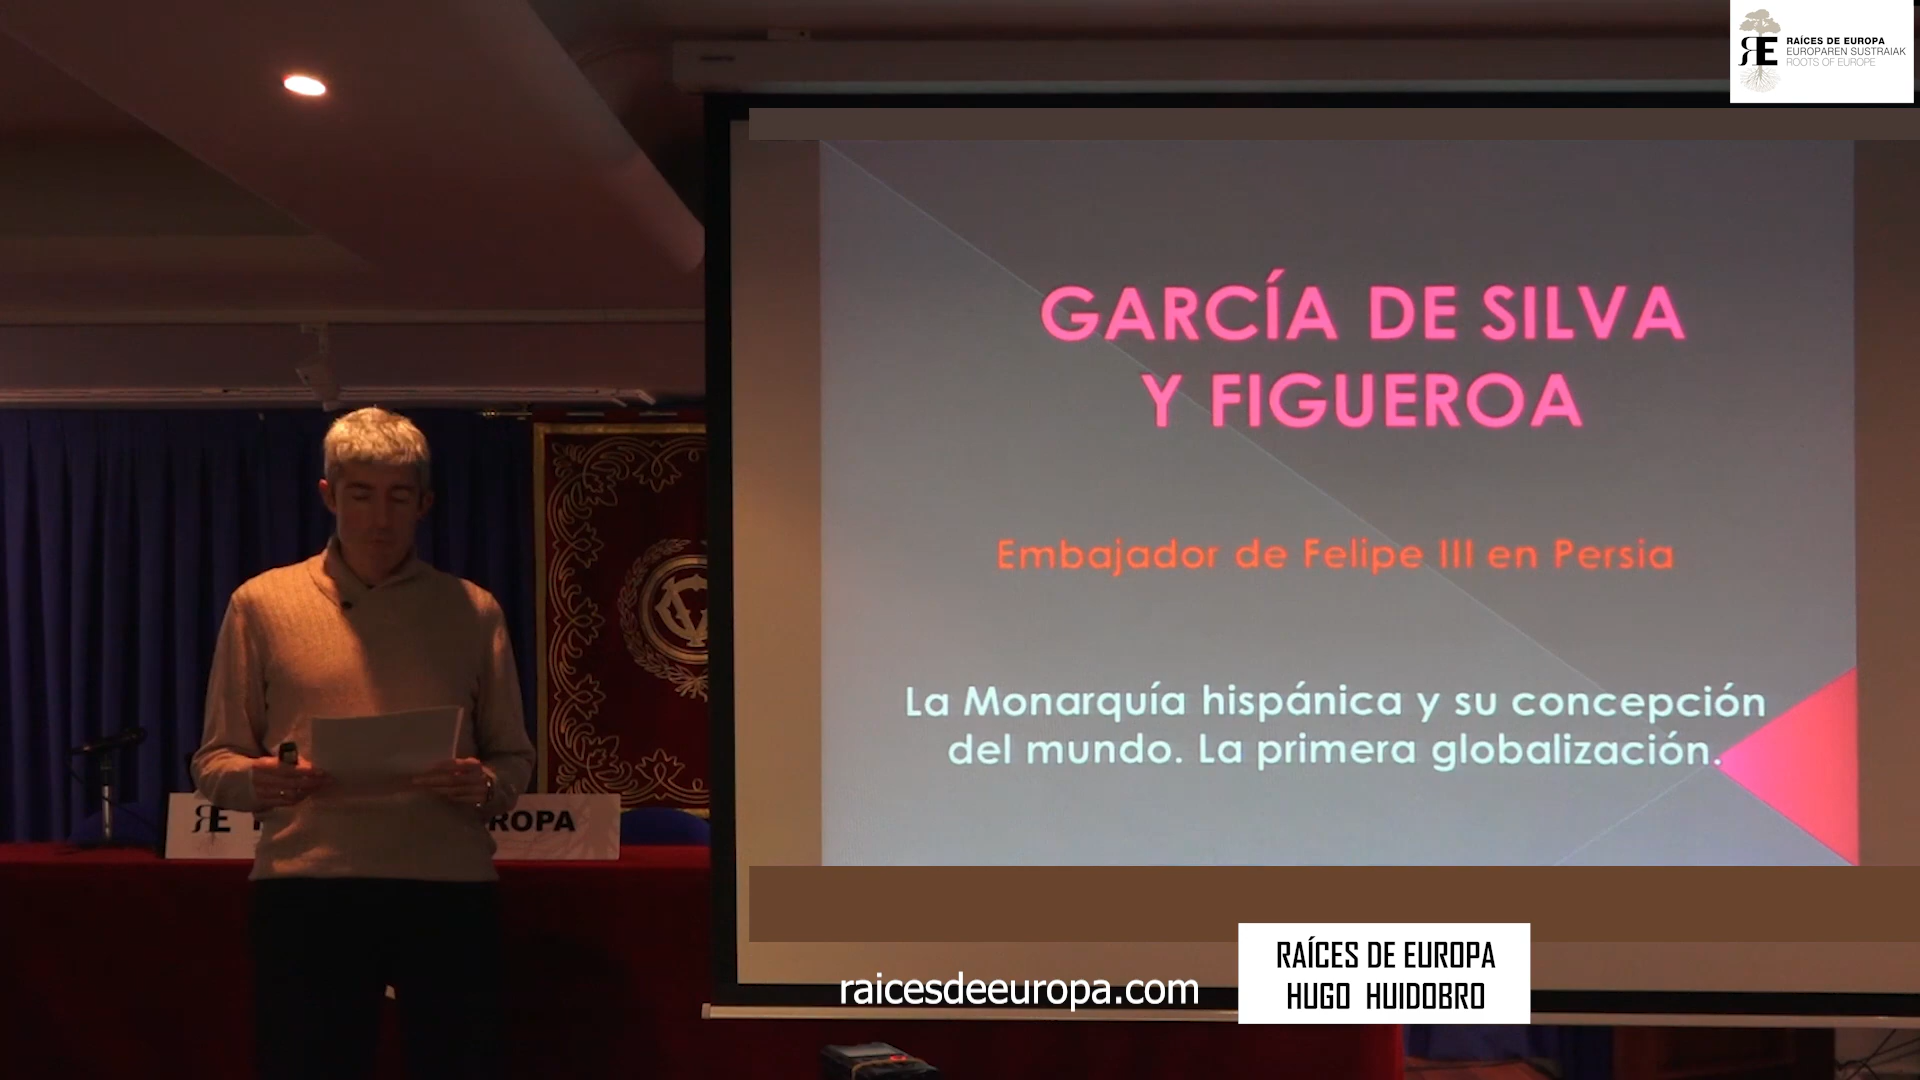 RAÍCES DE EUROPA
EUROPAREN SUSTRAIAK
ROOTS OF EUROPE
GARCÍA DE SILVA
Y FIGUEROA
Embajador de Felipe III en Persia
La Monarquía hispánica y su concepción
del mundo. La primera globalización.
ROPA
raicesdeeuropa.com
RAÍCES DE EUROPA
HUGO HUIDOBRO